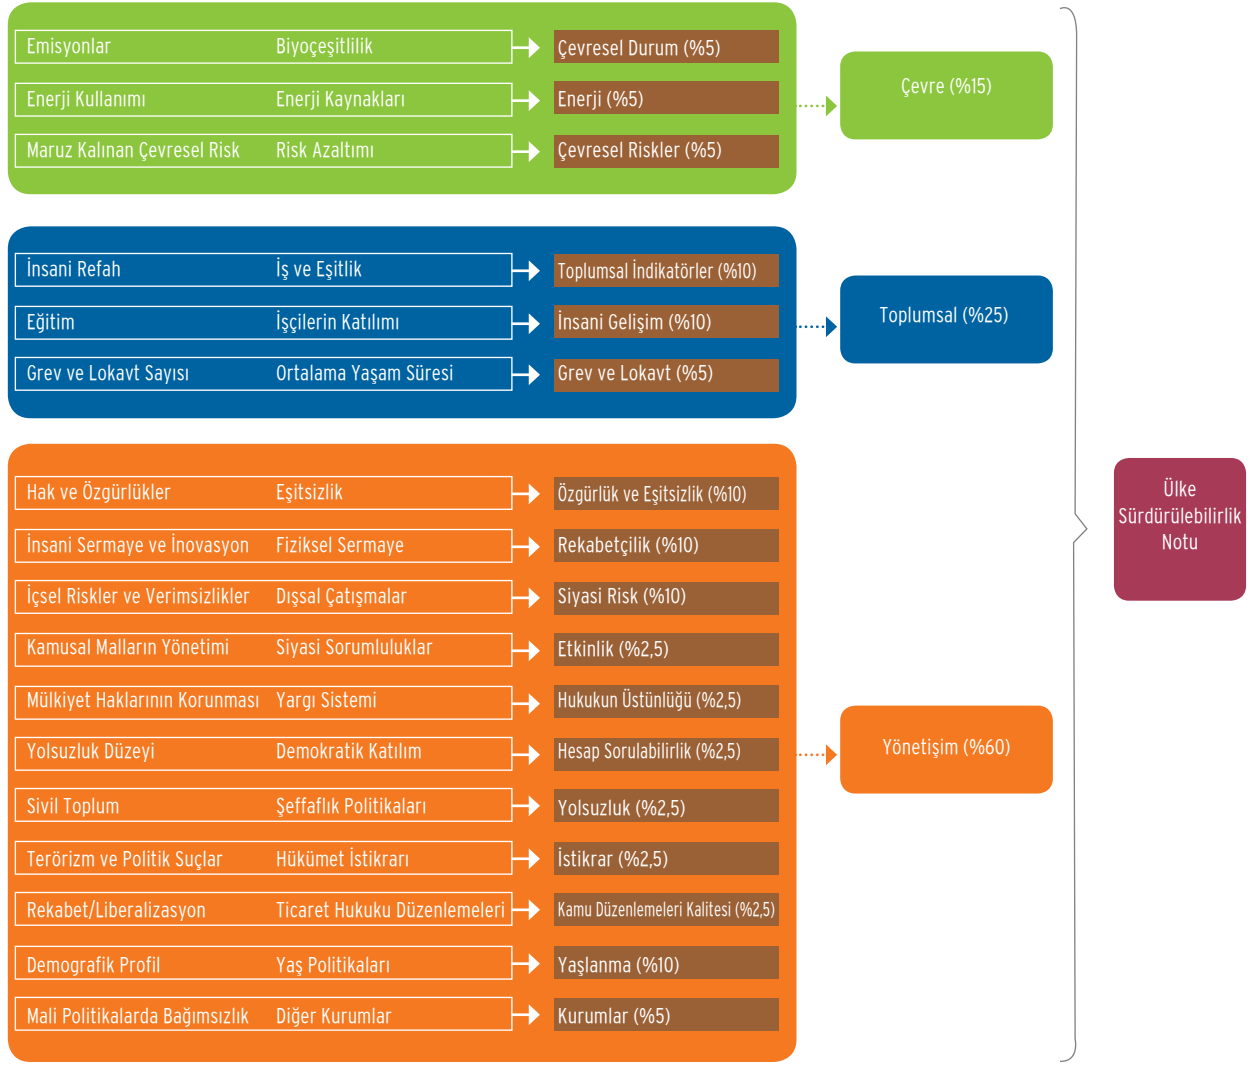 Emisyonlar Biyoçeşitlilik Çevresel Durum (%5)
Enerji Kullanımı Enerji Kaynakları Enerji (%5)
Maruz Kalınan Çevresel Risk Risk Azaltımı Çevresel Riskler (%5)
Çevre (%15)
İnsani Refah İş ve Eşitlik Toplumsal İndikatörler (%10)
Eğitim İşçilerin Katılımı İnsani Gelişim (%10)
Grev ve Lokavt Sayısı Ortalama Yaşam Süresi Grev ve Lokavt (%5)
Toplumsal (%25)
Hak ve Özgürlükler Eşitsizlik Özgürlük ve Eşitsizlik (%10)
İnsani Sermaye ve İnovasyon Fiziksel Sermaye Rekabetçilik (%10)
İçsel Riskler ve Verimsizlikler Dışsal Çatışmalar Siyasi Risk (%10)
Kamusal Malların Yönetimi Siyasi Sorumluluklar Etkinlik (%2,5)
Mülkiyet Haklarının Korunması Yargı Sistemi Hukukun Üstünlüğü (%2,5)
Yolsuzluk Düzeyi Demokratik Katılım Hesap Sorulabilirlik (%2,5)
Sivil Toplum Şeffaflık Politikaları Yolsuzluk (%2,5)
Terörizm ve Politik Suçlar Hükümet İstikrarı İstikrar (%2,5)
Rekabet/Liberalizasyon Ticaret Hukuku Düzenlemeleri Kamu Düzenlemeleri Kalitesi (%2,5)
Demografik Profil Yaş Politikaları Yaşlanma (%10)
Mali Politikalarda Bağımsızlık Diğer Kurumlar Kurumlar (%5)
Yönetişim (%60)
Ülke
Sürdürülebilirlik
Notu